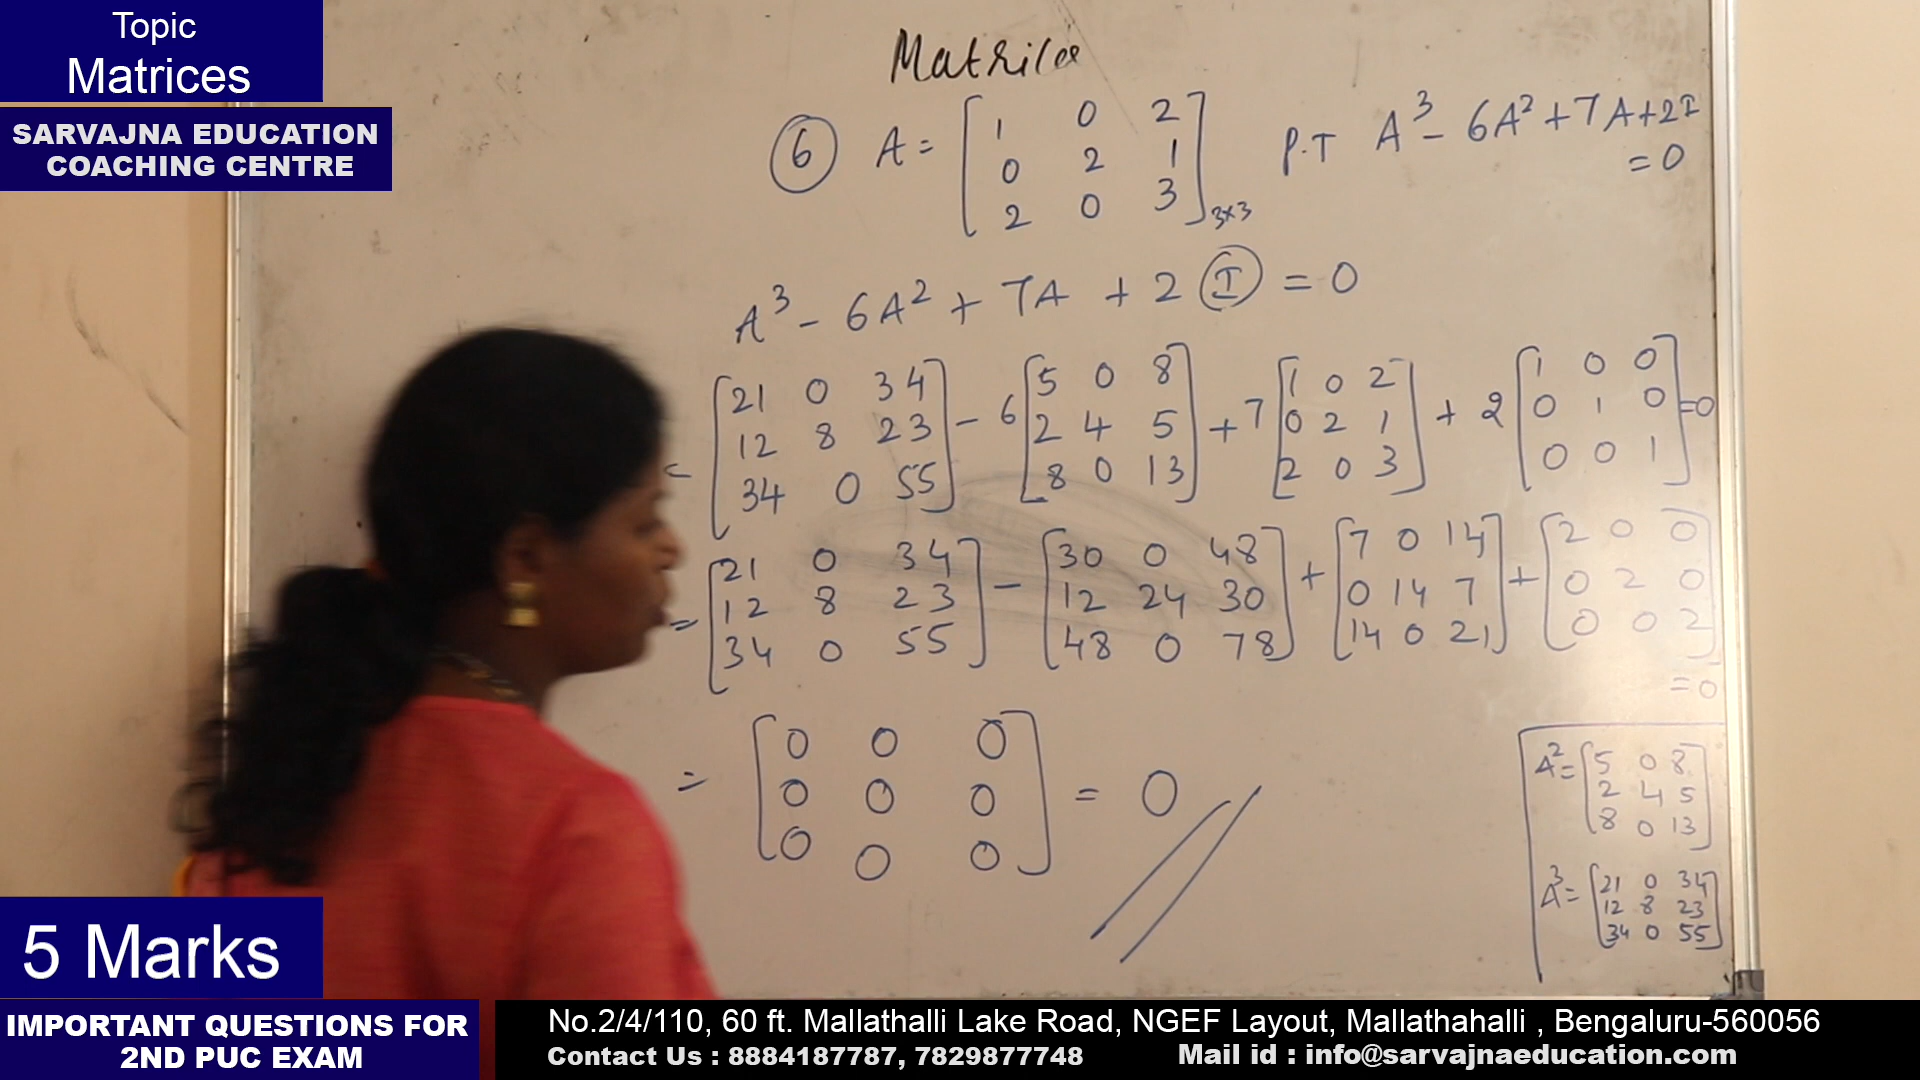 Topic
Matrices
SARVAJNA EDUCATION
COACHING CENTRE
Matrices
6 A = [1 0 2 P.T A³ - 6A² + 7A + 2I
0 2 1 = 0
2 0 3]3×3
A³ - 6A² + 7A + 2 I = 0
= [21 0 34 - 6 [5 0 8 + 7 [1 0 2 + 2 [1 0 0
12 8 23 2 4 5 0 2 1 0 1 0 = 0
34 0 55] 8 0 13] 2 0 3] 0 0 1]
= [21 0 34 - [30 0 48 + [7 0 14 + [2 0 0
12 8 23 12 24 30 0 14 7 0 2 0
34 0 55] 48 0 78] 14 0 21] 0 0 2]
= 0
= [0 0 0
0 0 0 = 0
0 0 0]
A² = [5 0 8
2 4 5
8 0 13]
A³ = [21 0 34
12 8 23
34 0 55]
5 Marks
IMPORTANT QUESTIONS FOR
2ND PUC EXAM
No.2/4/110, 60 ft. Mallathalli Lake Road, NGEF Layout, Mallathahalli , Bengaluru-560056
Contact Us : 8884187787, 7829877748 Mail id : info@sarvajnaeducation.com